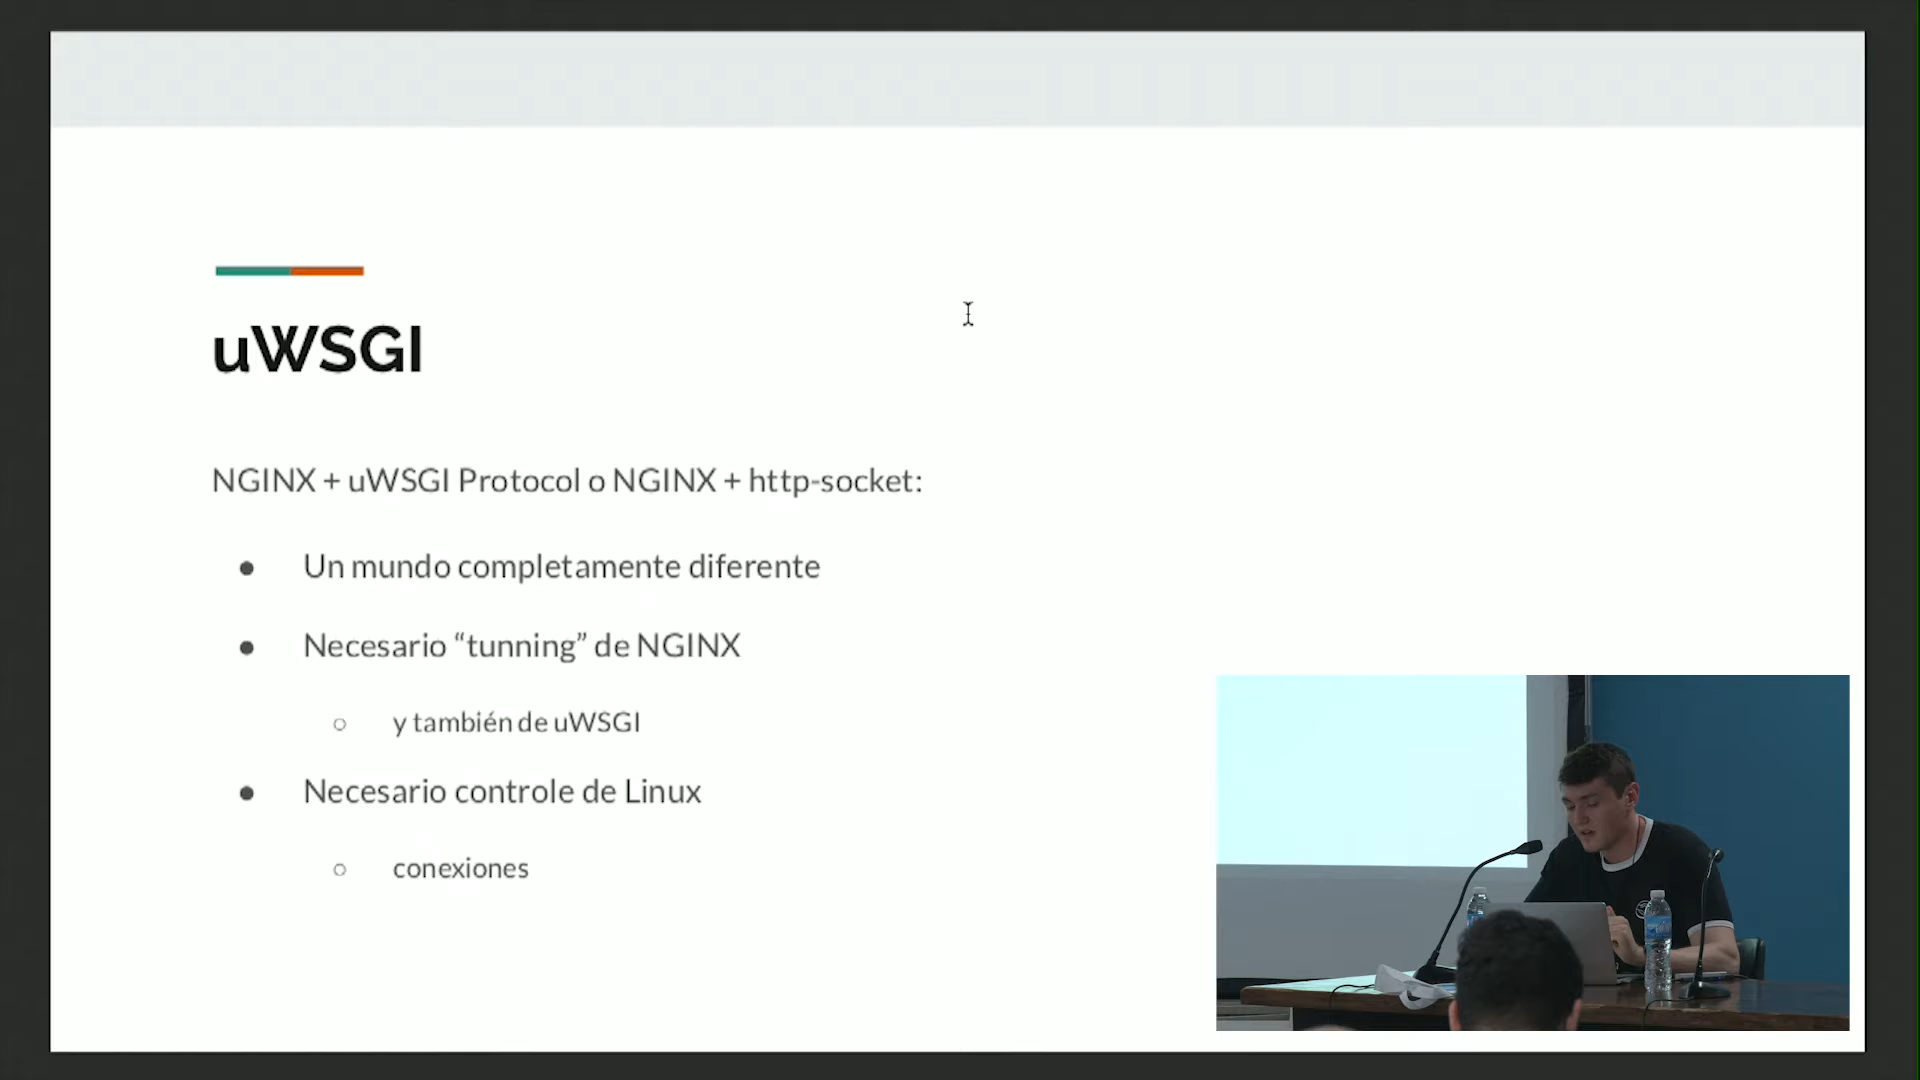 uWSGI
NGINX + uWSGI Protocol o NGINX + http-socket:
● Un mundo completamente diferente
● Necesario “tunning” de NGINX
○ y también de uWSGI
● Necesario controle de Linux
○ conexiones